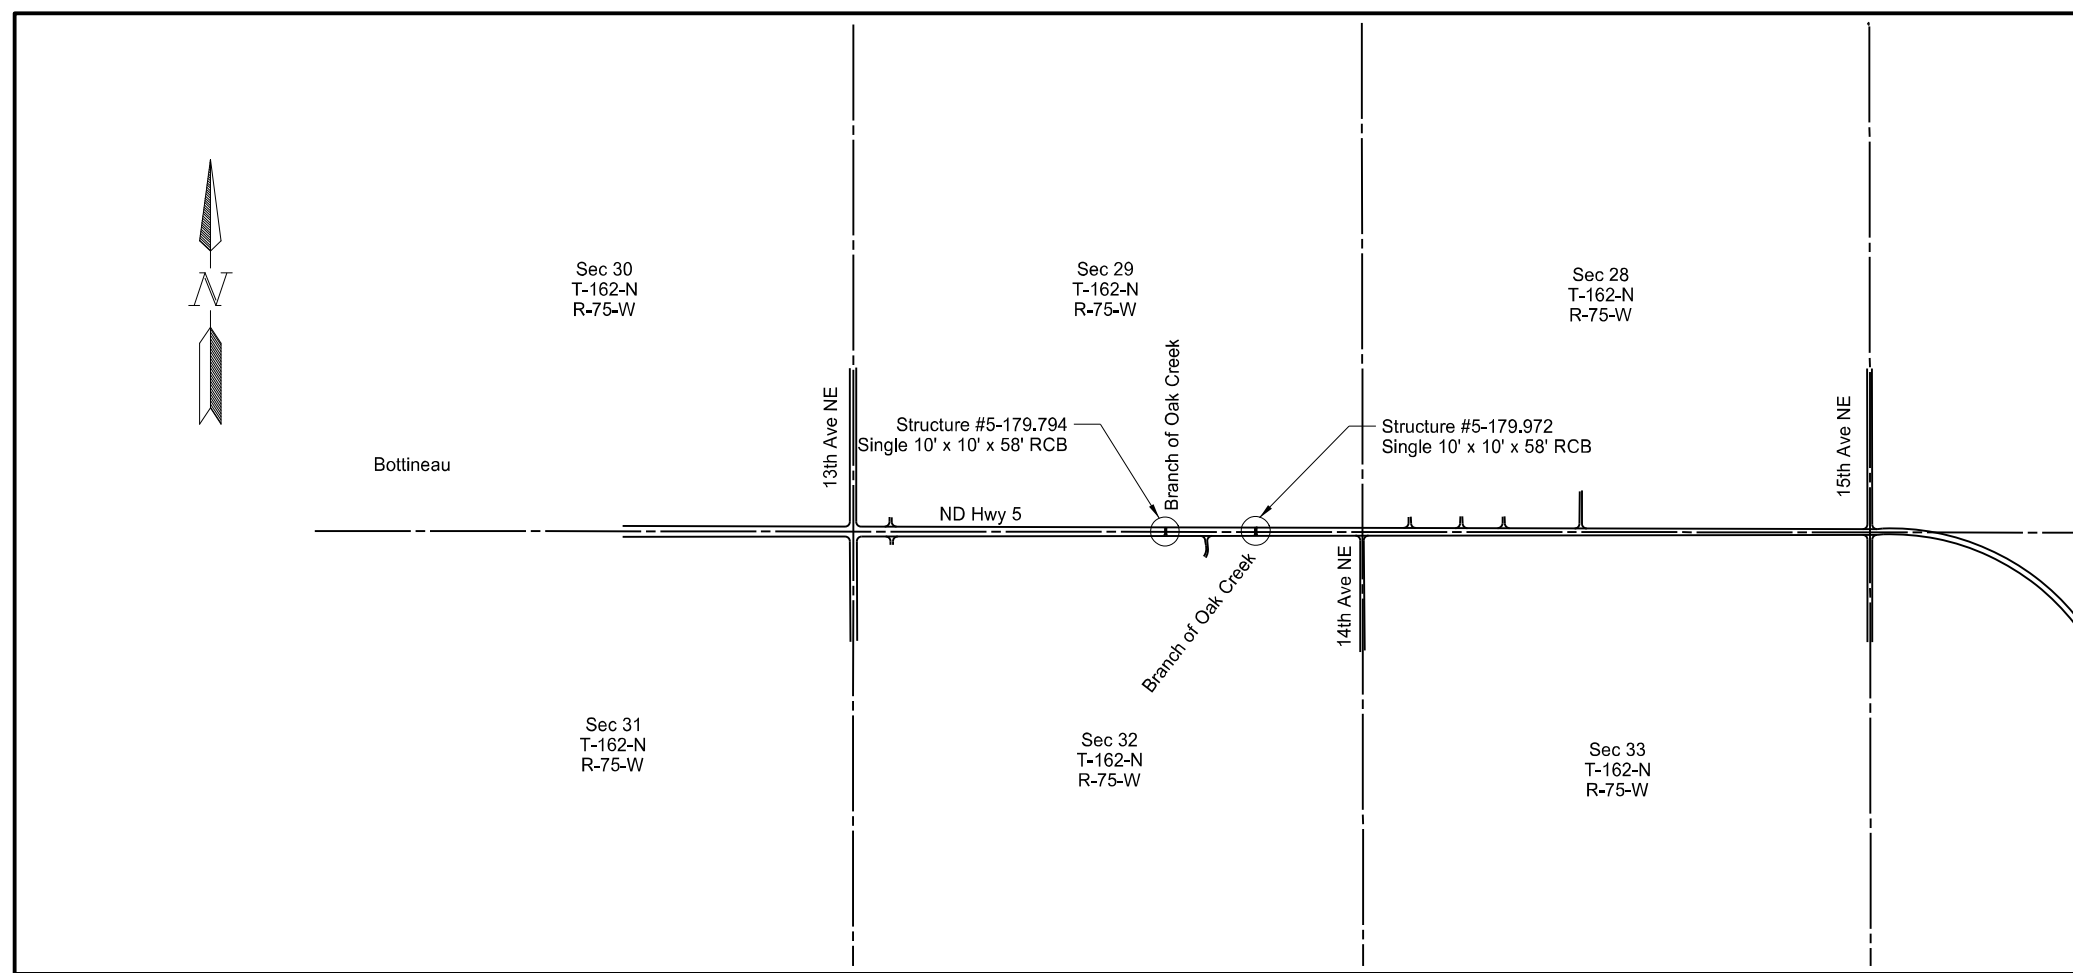 Sec 30
T-162-N
R-75-W
Sec 29
T-162-N
R-75-W
Sec 28
T-162-N
R-75-W
N
Bottineau
13th Ave NE
Structure #5-179.794
Single 10' x 10' x 58' RCB
Branch of Oak Creek
Structure #5-179.972
Single 10' x 10' x 58' RCB
15th Ave NE
ND Hwy 5
Branch of Oak Creek
14th Ave NE
Sec 31
T-162-N
R-75-W
Sec 32
T-162-N
R-75-W
Sec 33
T-162-N
R-75-W